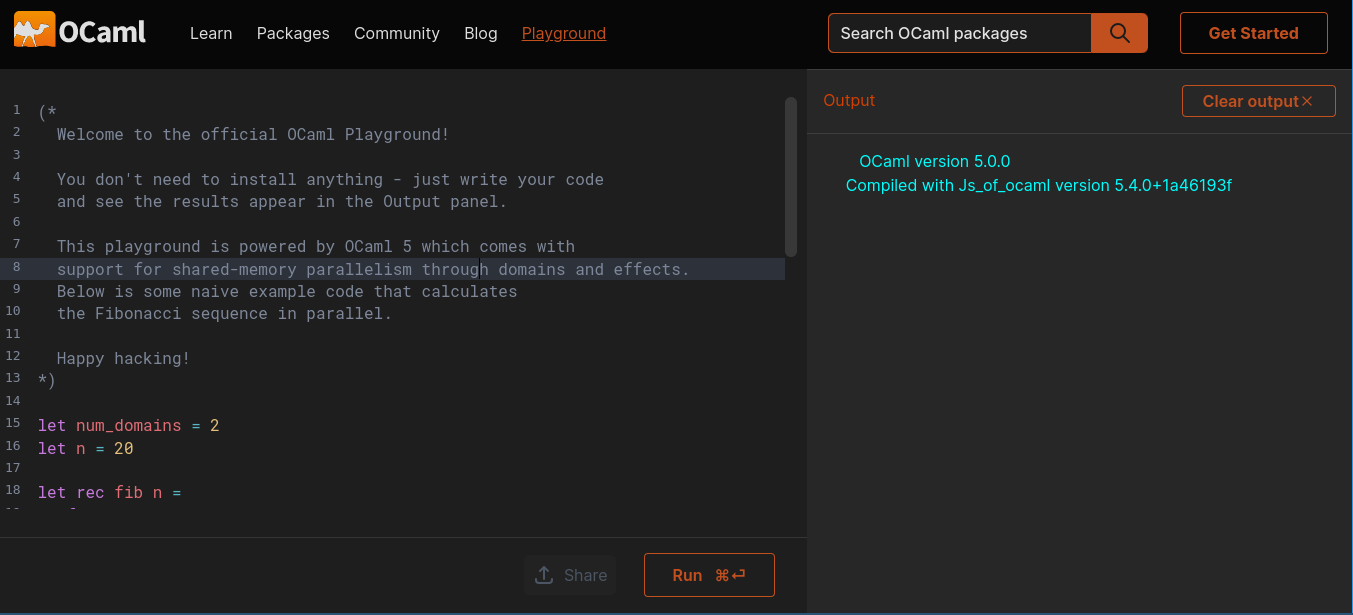 OCaml Learn Packages Community Blog Playground Search OCaml packages Get Started
1 (*
2 Welcome to the official OCaml Playground!
3
4 You don't need to install anything - just write your code
5 and see the results appear in the Output panel.
6
7 This playground is powered by OCaml 5 which comes with
8 support for shared-memory parallelism through domains and effects.
9 Below is some naive example code that calculates
10 the Fibonacci sequence in parallel.
11
12 Happy hacking!
13 *)
14
15 let num_domains = 2
16 let n = 20
17
18 let rec fib n =
Share Run ⌘⏎
Output Clear output×
OCaml version 5.0.0
Compiled with Js_of_ocaml version 5.4.0+1a46193f